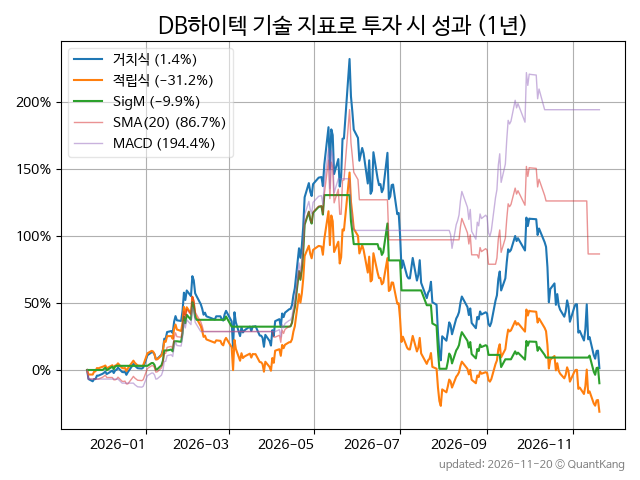 DB하이텍 기술 지표로 투자 시 성과 (1년)
거치식 (1.4%)
적립식 (−31.2%)
SigM (−9.9%)
SMA(20) (86.7%)
MACD (194.4%)
200%
150%
100%
50%
0%
2026-01 2026-03 2026-05 2026-07 2026-09 2026-11
updated: 2026-11-20 © QuantKang